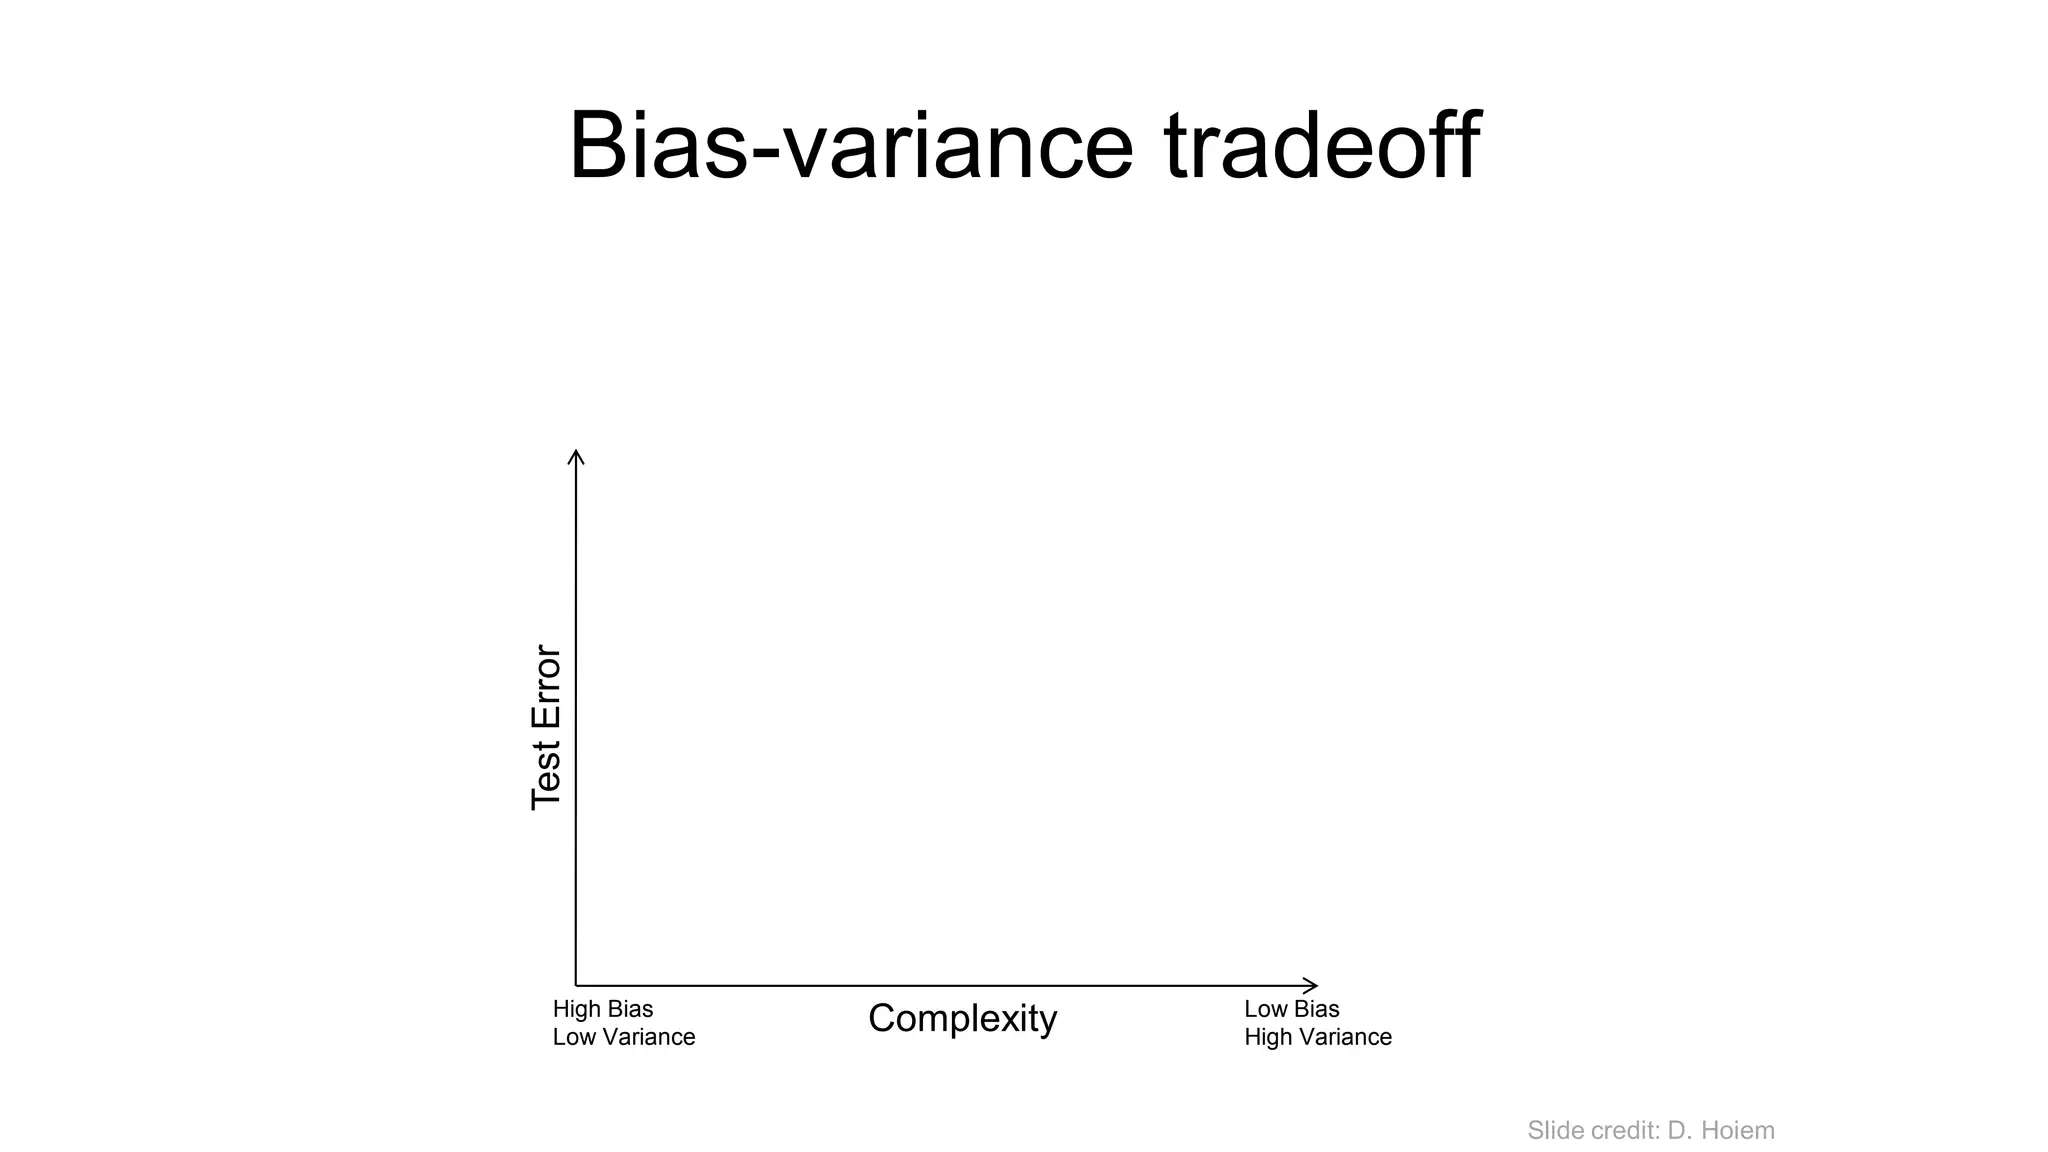 Bias-variance tradeoff
Test Error
High Bias
Low Variance
Complexity
Low Bias
High Variance
Slide credit: D. Hoiem